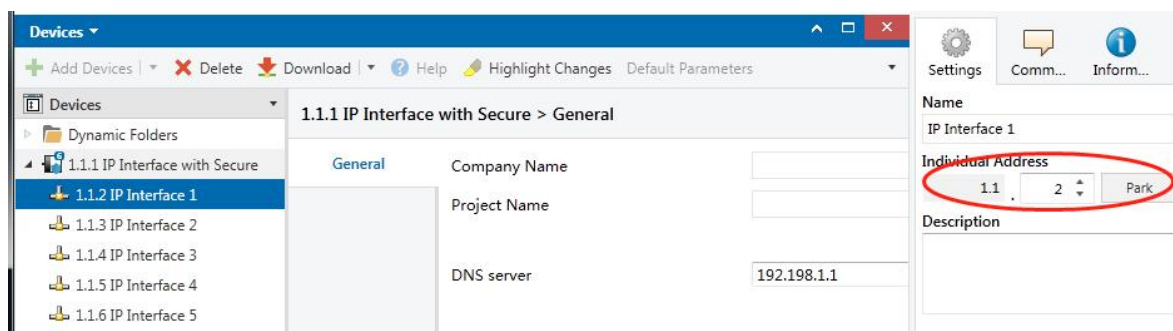 Devices
Add Devices Delete Download Help Highlight Changes Default Parameters
Devices
Dynamic Folders
1.1.1 IP Interface with Secure
1.1.2 IP Interface 1
1.1.3 IP Interface 2
1.1.4 IP Interface 3
1.1.5 IP Interface 4
1.1.6 IP Interface 5
1.1.1 IP Interface with Secure > General
General
Company Name
Project Name
DNS server 192.198.1.1
Settings Comm... Inform...
Name
IP Interface 1
Individual Address
1.1 . 2 Park
Description